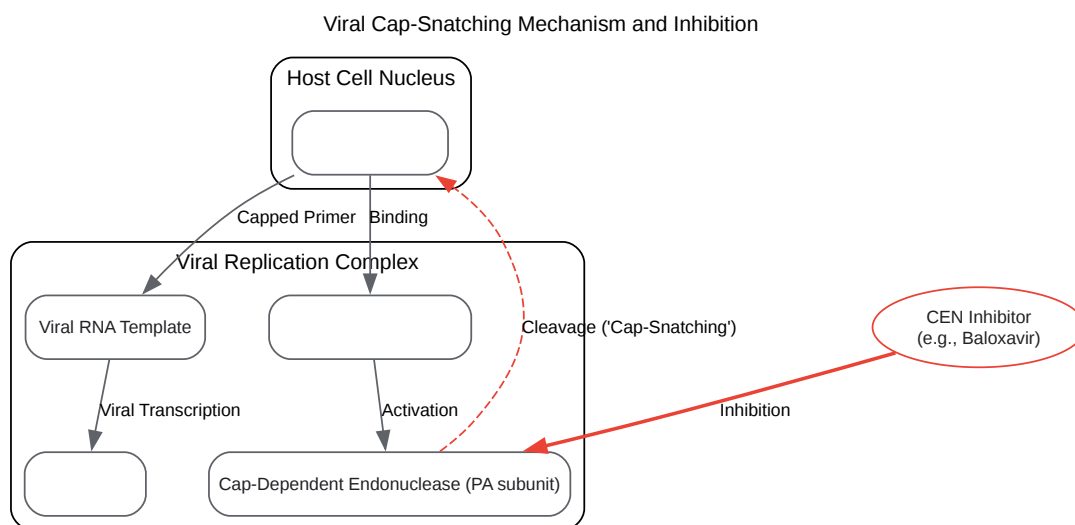 Viral Cap-Snatching Mechanism and Inhibition
Host Cell Nucleus
Capped Primer
Binding
Viral Replication Complex
Viral RNA Template
Cleavage ('Cap-Snatching')
CEN Inhibitor
(e.g., Baloxavir)
Viral Transcription
Activation
Inhibition
Cap-Dependent Endonuclease (PA subunit)